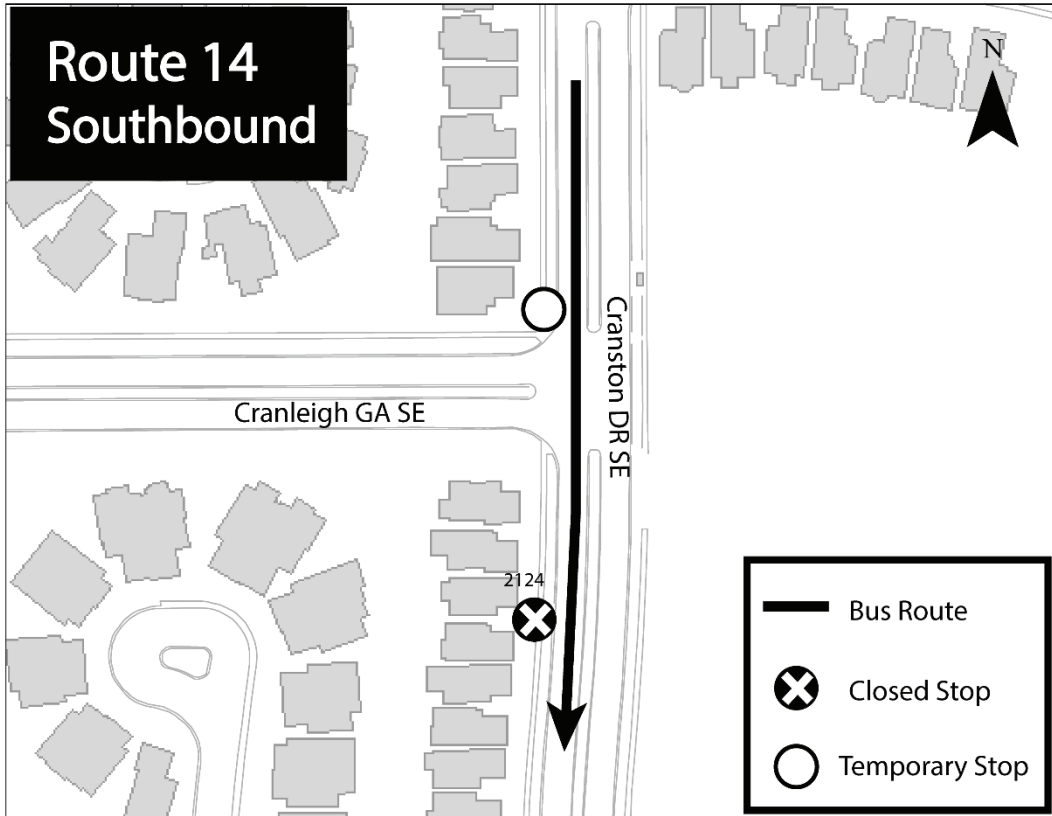 Route 14
Southbound
N
Cranston DR SE
Cranleigh GA SE
2124
Bus Route
Closed Stop
Temporary Stop